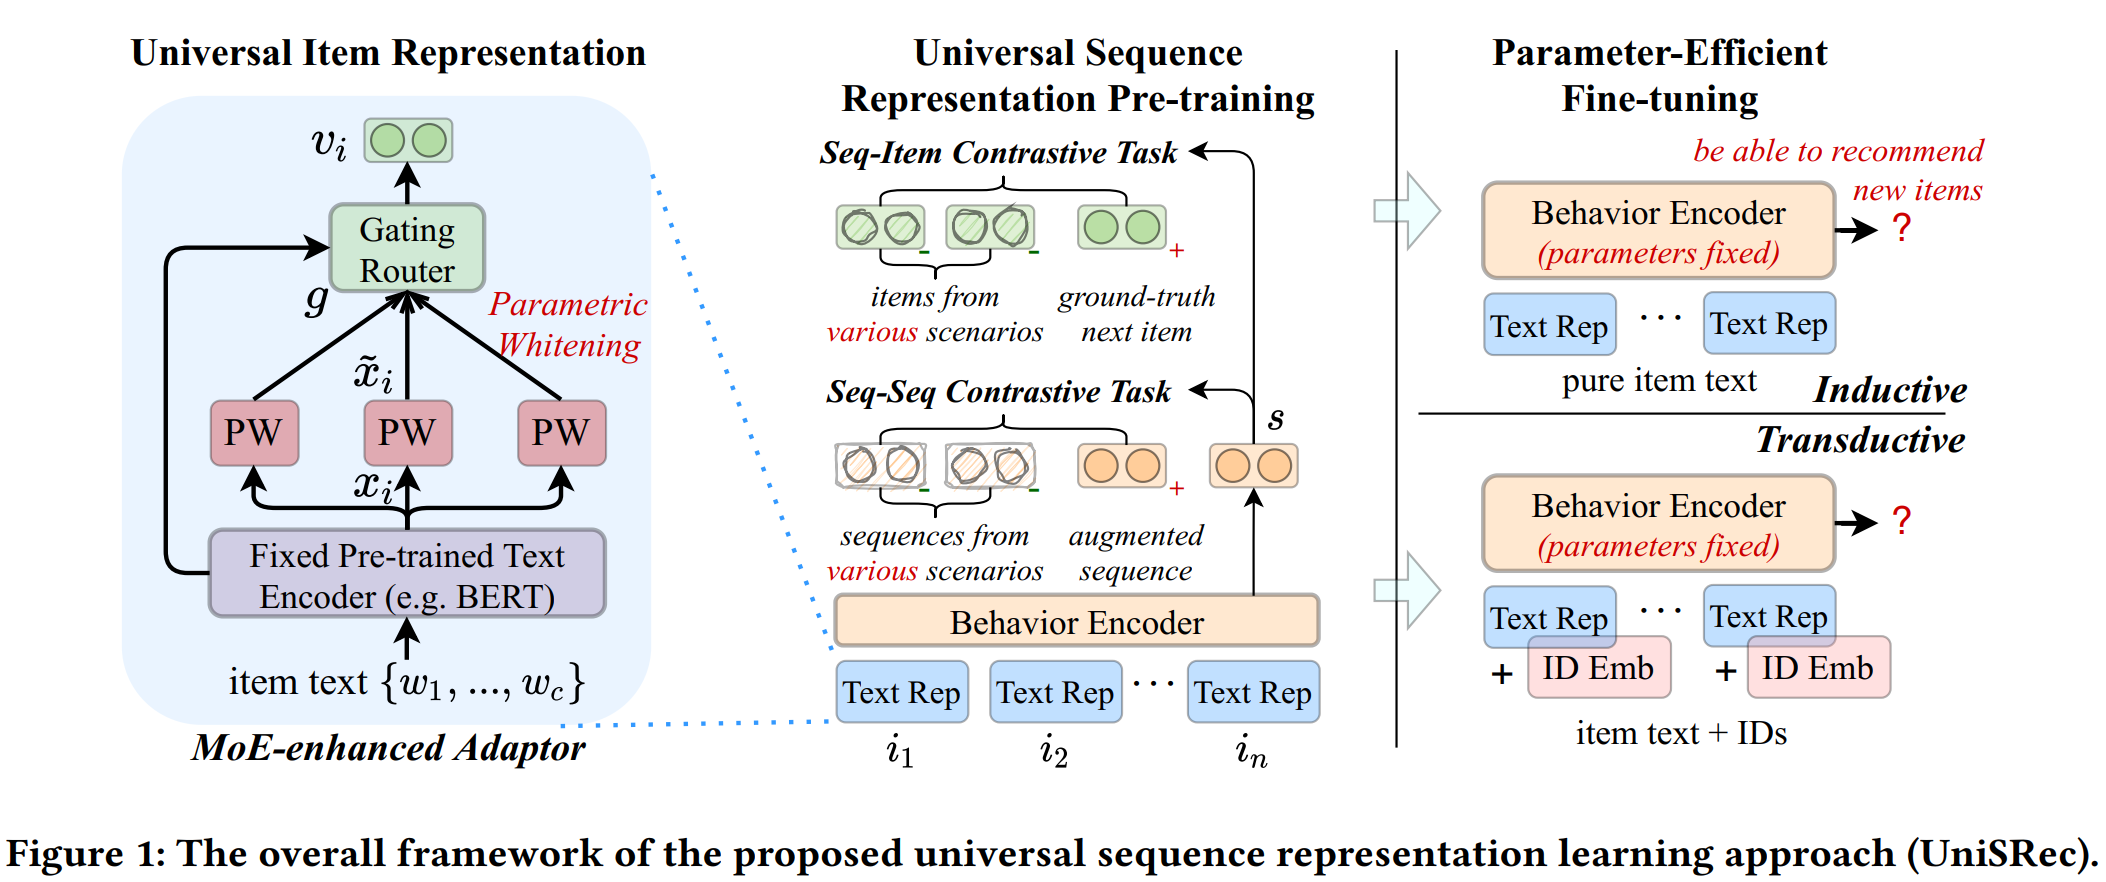 Universal Item Representation
v_i
Gating
Router
g
Parametric
Whitening
x̃_i
PW
PW
PW
x_i
Fixed Pre-trained Text
Encoder (e.g. BERT)
item text {w_1, ..., w_c}
MoE-enhanced Adaptor
Universal Sequence
Representation Pre-training
Seq-Item Contrastive Task
-
-
+
items from
various scenarios
ground-truth
next item
Seq-Seq Contrastive Task
s
-
-
+
sequences from
various scenarios
augmented
sequence
Behavior Encoder
Text Rep
Text Rep
...
Text Rep
i_1
i_2
i_n
Parameter-Efficient
Fine-tuning
be able to recommend
new items
Behavior Encoder
(parameters fixed)
?
Text Rep
...
Text Rep
pure item text
Inductive
Transductive
Behavior Encoder
(parameters fixed)
?
Text Rep
...
Text Rep
+ ID Emb
+ ID Emb
item text + IDs
Figure 1: The overall framework of the proposed universal sequence representation learning approach (UniSRec).